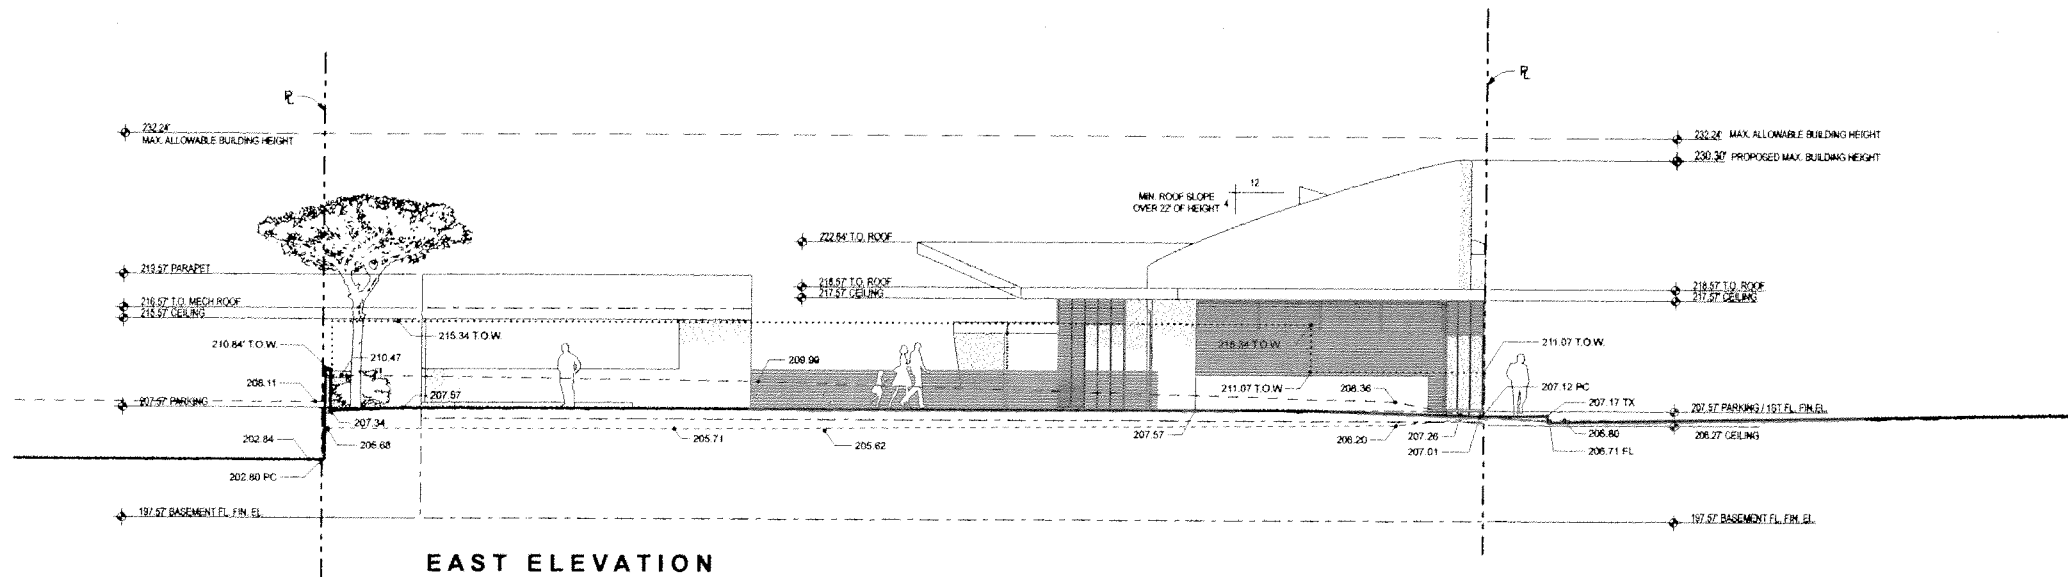 PL
PL
232.24'
MAX. ALLOWABLE BUILDING HEIGHT
232.24' MAX. ALLOWABLE BUILDING HEIGHT
230.30' PROPOSED MAX. BUILDING HEIGHT
12
MIN. ROOF SLOPE
OVER 22' OF HEIGHT
4
222.64' T.O. ROOF
219.57' PARAPET
218.57' T.O. ROOF
217.57' CEILING
218.57' T.O. ROOF
217.57' CEILING
216.57' T.O. MECH ROOF
215.57' CEILING
215.34 T.O.W.
210.84' T.O.W.
210.47
209.99
T.O.W.
211.07 T.O.W.
211.07 T.O.W
208.36
207.12 PC
208.11
207.57
207.57' PARKING
207.17 TX
207.57' PARKING / 1ST FL. FIN. EL.
207.34
206.68
205.71
205.62
207.57
206.20
207.26
207.01
206.80
206.27' CEILING
206.71 FL
202.84
202.80 PC
197.57' BASEMENT FL. FIN. EL.
197.57' BASEMENT FL. FIN. EL.
EAST ELEVATION